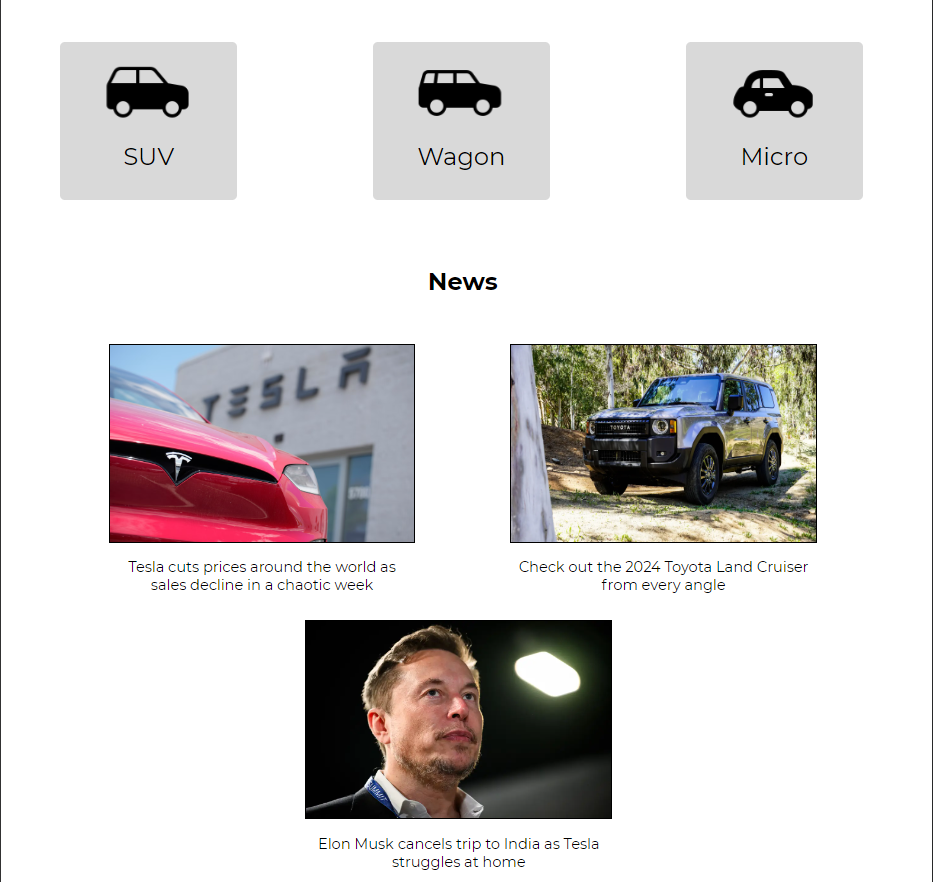 SUV
Wagon
Micro
News
TESLA
Tesla cuts prices around the world as
sales decline in a chaotic week
TOYOTA
Check out the 2024 Toyota Land Cruiser
from every angle
Elon Musk cancels trip to India as Tesla
struggles at home